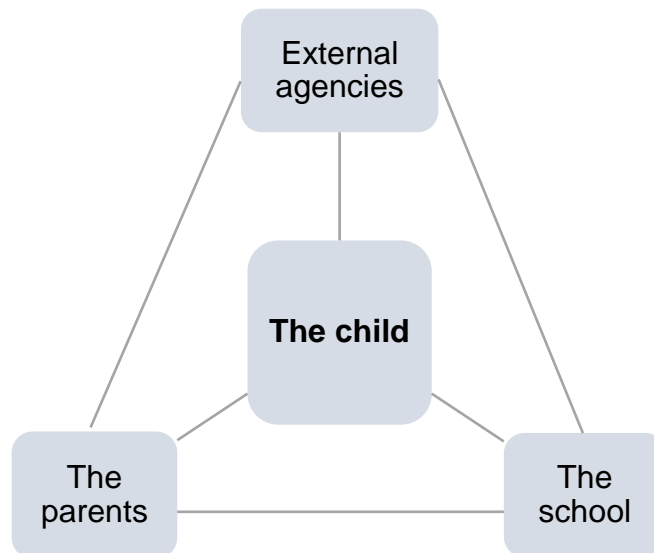 External
agencies
The child
The
parents
The
school